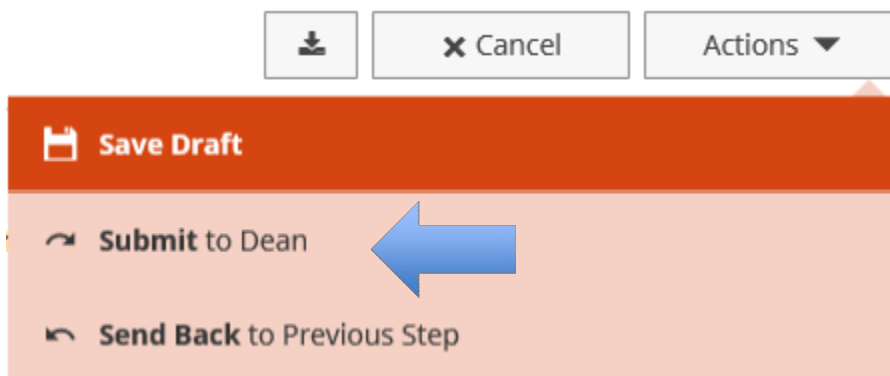 Cancel
Actions
Save Draft
Submit to Dean
Send Back to Previous Step